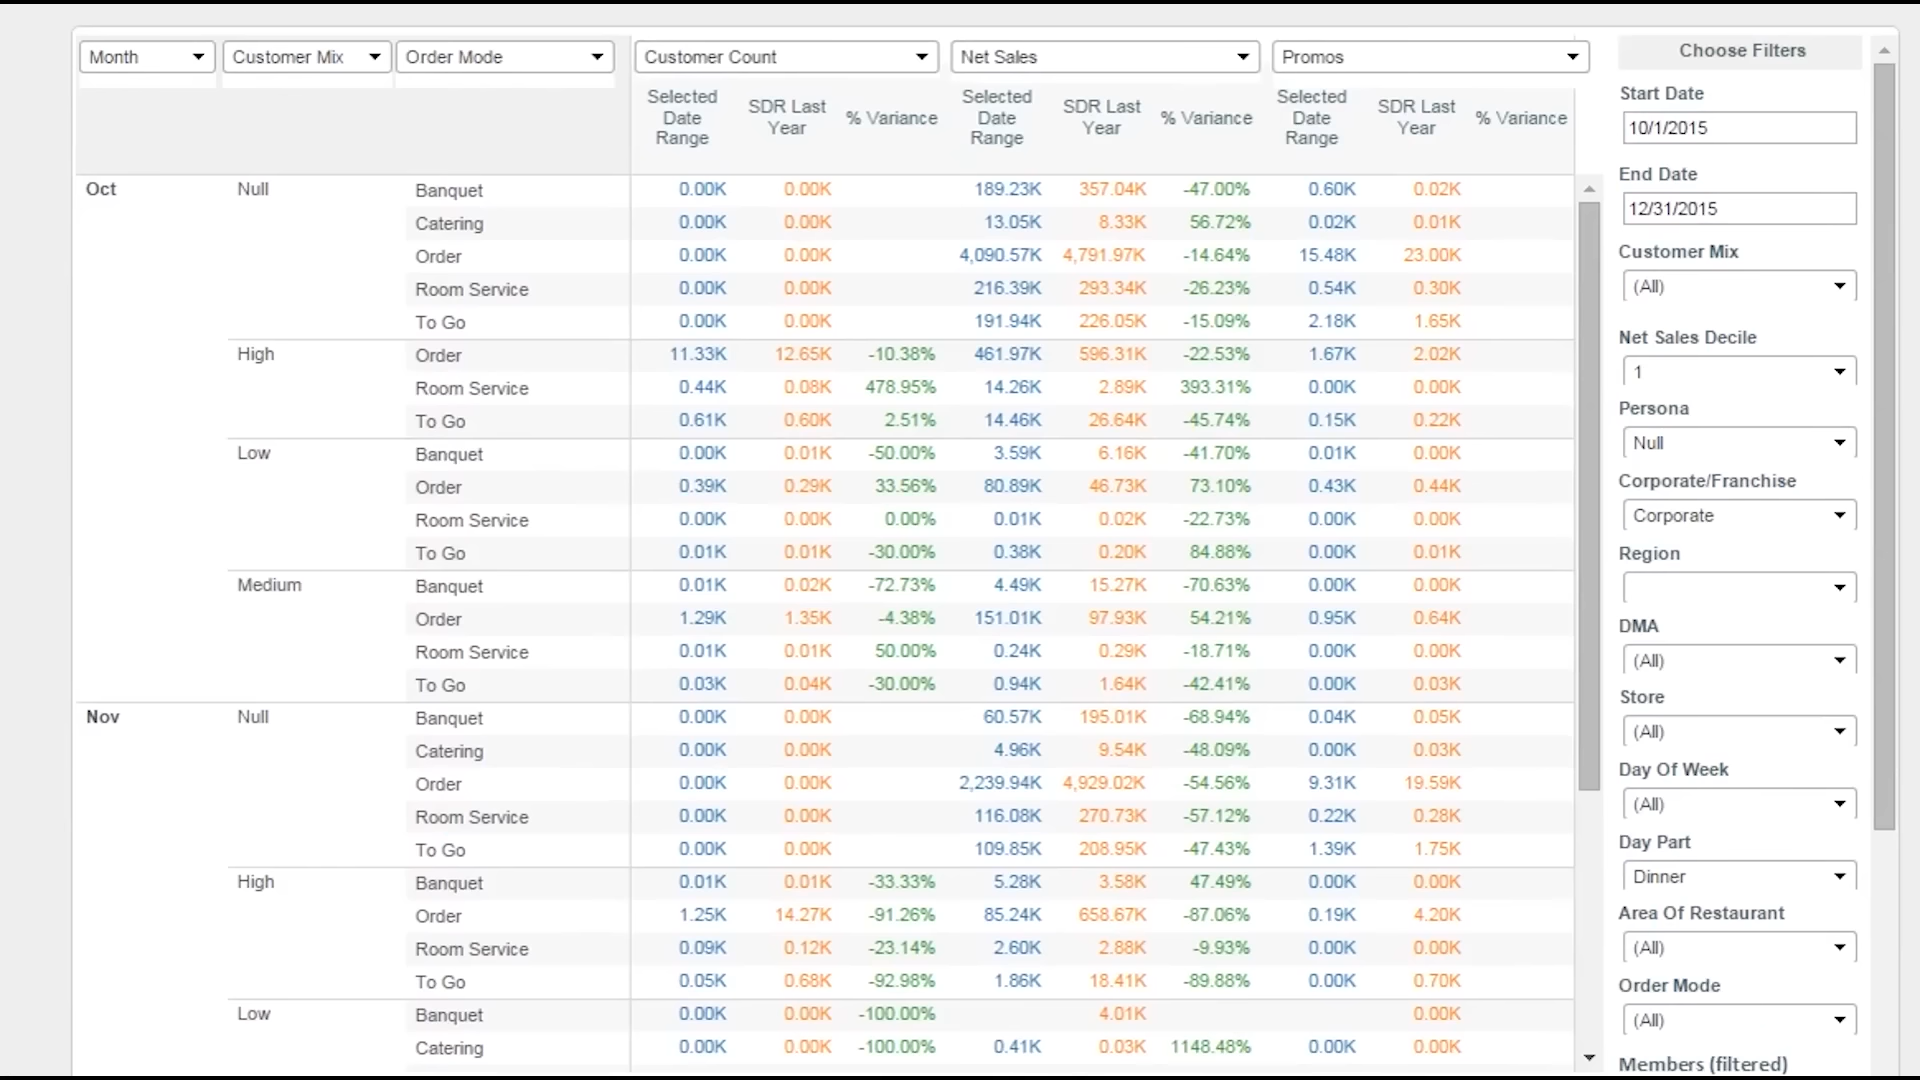 Month Customer Mix Order Mode Customer Count Net Sales Promos
Selected Date Range SDR Last Year % Variance Selected Date Range SDR Last Year % Variance Selected Date Range SDR Last Year % Variance
Oct Null Banquet 0.00K 0.00K 189.23K 357.04K -47.00% 0.60K 0.02K
Catering 0.00K 0.00K 13.05K 8.33K 56.72% 0.02K 0.01K
Order 0.00K 0.00K 4,090.57K 4,791.97K -14.64% 15.48K 23.00K
Room Service 0.00K 0.00K 216.39K 293.34K -26.23% 0.54K 0.30K
To Go 0.00K 0.00K 191.94K 226.05K -15.09% 2.18K 1.65K
High Order 11.33K 12.65K -10.38% 461.97K 596.31K -22.53% 1.67K 2.02K
Room Service 0.44K 0.08K 478.95% 14.26K 2.89K 393.31% 0.00K 0.00K
To Go 0.61K 0.60K 2.51% 14.46K 26.64K -45.74% 0.15K 0.22K
Low Banquet 0.00K 0.01K -50.00% 3.59K 6.16K -41.70% 0.01K 0.00K
Order 0.39K 0.29K 33.56% 80.89K 46.73K 73.10% 0.43K 0.44K
Room Service 0.00K 0.00K 0.00% 0.01K 0.02K -22.73% 0.00K 0.00K
To Go 0.01K 0.01K -30.00% 0.38K 0.20K 84.88% 0.00K 0.01K
Medium Banquet 0.01K 0.02K -72.73% 4.49K 15.27K -70.63% 0.00K 0.00K
Order 1.29K 1.35K -4.38% 151.01K 97.93K 54.21% 0.95K 0.64K
Room Service 0.01K 0.01K 50.00% 0.24K 0.29K -18.71% 0.00K 0.00K
To Go 0.03K 0.04K -30.00% 0.94K 1.64K -42.41% 0.00K 0.03K
Nov Null Banquet 0.00K 0.00K 60.57K 195.01K -68.94% 0.04K 0.05K
Catering 0.00K 0.00K 4.96K 9.54K -48.09% 0.00K 0.03K
Order 0.00K 0.00K 2,239.94K 4,929.02K -54.56% 9.31K 19.59K
Room Service 0.00K 0.00K 116.08K 270.73K -57.12% 0.22K 0.28K
To Go 0.00K 0.00K 109.85K 208.95K -47.43% 1.39K 1.75K
High Banquet 0.01K 0.01K -33.33% 5.28K 3.58K 47.49% 0.00K 0.00K
Order 1.25K 14.27K -91.26% 85.24K 658.67K -87.06% 0.19K 4.20K
Room Service 0.09K 0.12K -23.14% 2.60K 2.88K -9.93% 0.00K 0.00K
To Go 0.05K 0.68K -92.98% 1.86K 18.41K -89.88% 0.00K 0.70K
Low Banquet 0.00K 0.00K -100.00% 4.01K 0.00K
Catering 0.00K 0.00K -100.00% 0.41K 0.03K 1148.48% 0.00K 0.00K
Choose Filters
Start Date
10/1/2015
End Date
12/31/2015
Customer Mix
(All)
Net Sales Decile
1
Persona
Null
Corporate/Franchise
Corporate
Region
DMA
(All)
Store
(All)
Day Of Week
(All)
Day Part
Dinner
Area Of Restaurant
(All)
Order Mode
(All)
Members (filtered)